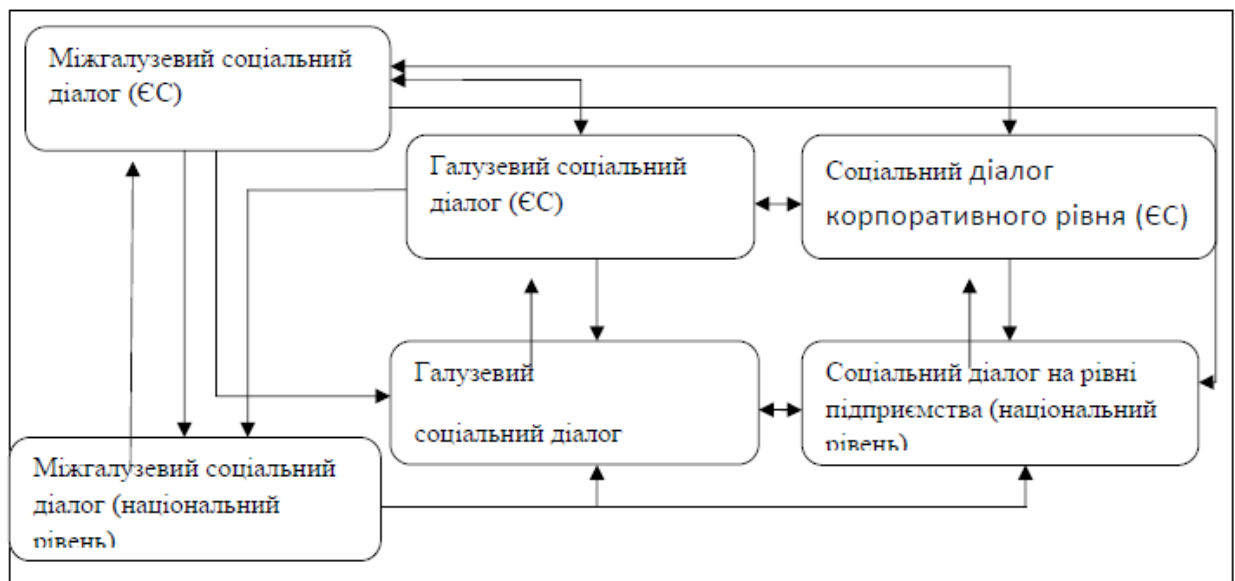 Міжгалузевий соціальний
діалог (ЄС)
Галузевий соціальний
діалог (ЄС)
Соціальний діалог
корпоративного рівня (ЄС)
Галузевий
соціальний діалог
Соціальний діалог на рівні
підприємства (національний
рівень)
Міжгалузевий соціальний
діалог (національний
рівень)